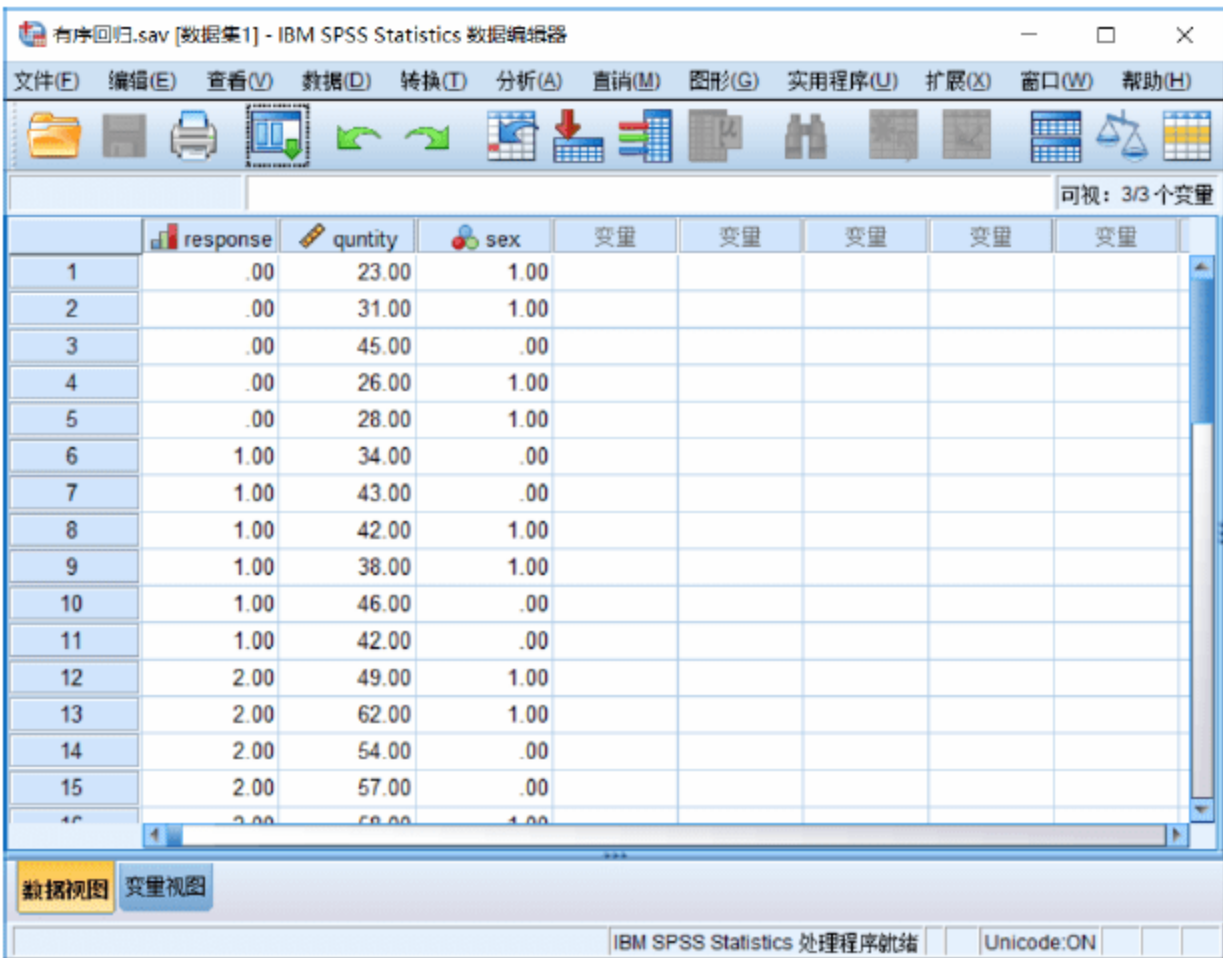 有序回归.sav [数据集1] - IBM SPSS Statistics 数据编辑器
文件(F) 编辑(E) 查看(V) 数据(D) 转换(T) 分析(A) 直销(M) 图形(G) 实用程序(U) 扩展(X) 窗口(W) 帮助(H)
可视: 3/3 个变量
response quntity sex 变量 变量 变量 变量 变量
1 .00 23.00 1.00
2 .00 31.00 1.00
3 .00 45.00 .00
4 .00 26.00 1.00
5 .00 28.00 1.00
6 1.00 34.00 .00
7 1.00 43.00 .00
8 1.00 42.00 1.00
9 1.00 38.00 1.00
10 1.00 46.00 .00
11 1.00 42.00 .00
12 2.00 49.00 1.00
13 2.00 62.00 1.00
14 2.00 54.00 .00
15 2.00 57.00 .00
数据视图 变量视图
IBM SPSS Statistics 处理程序就绪 Unicode:ON